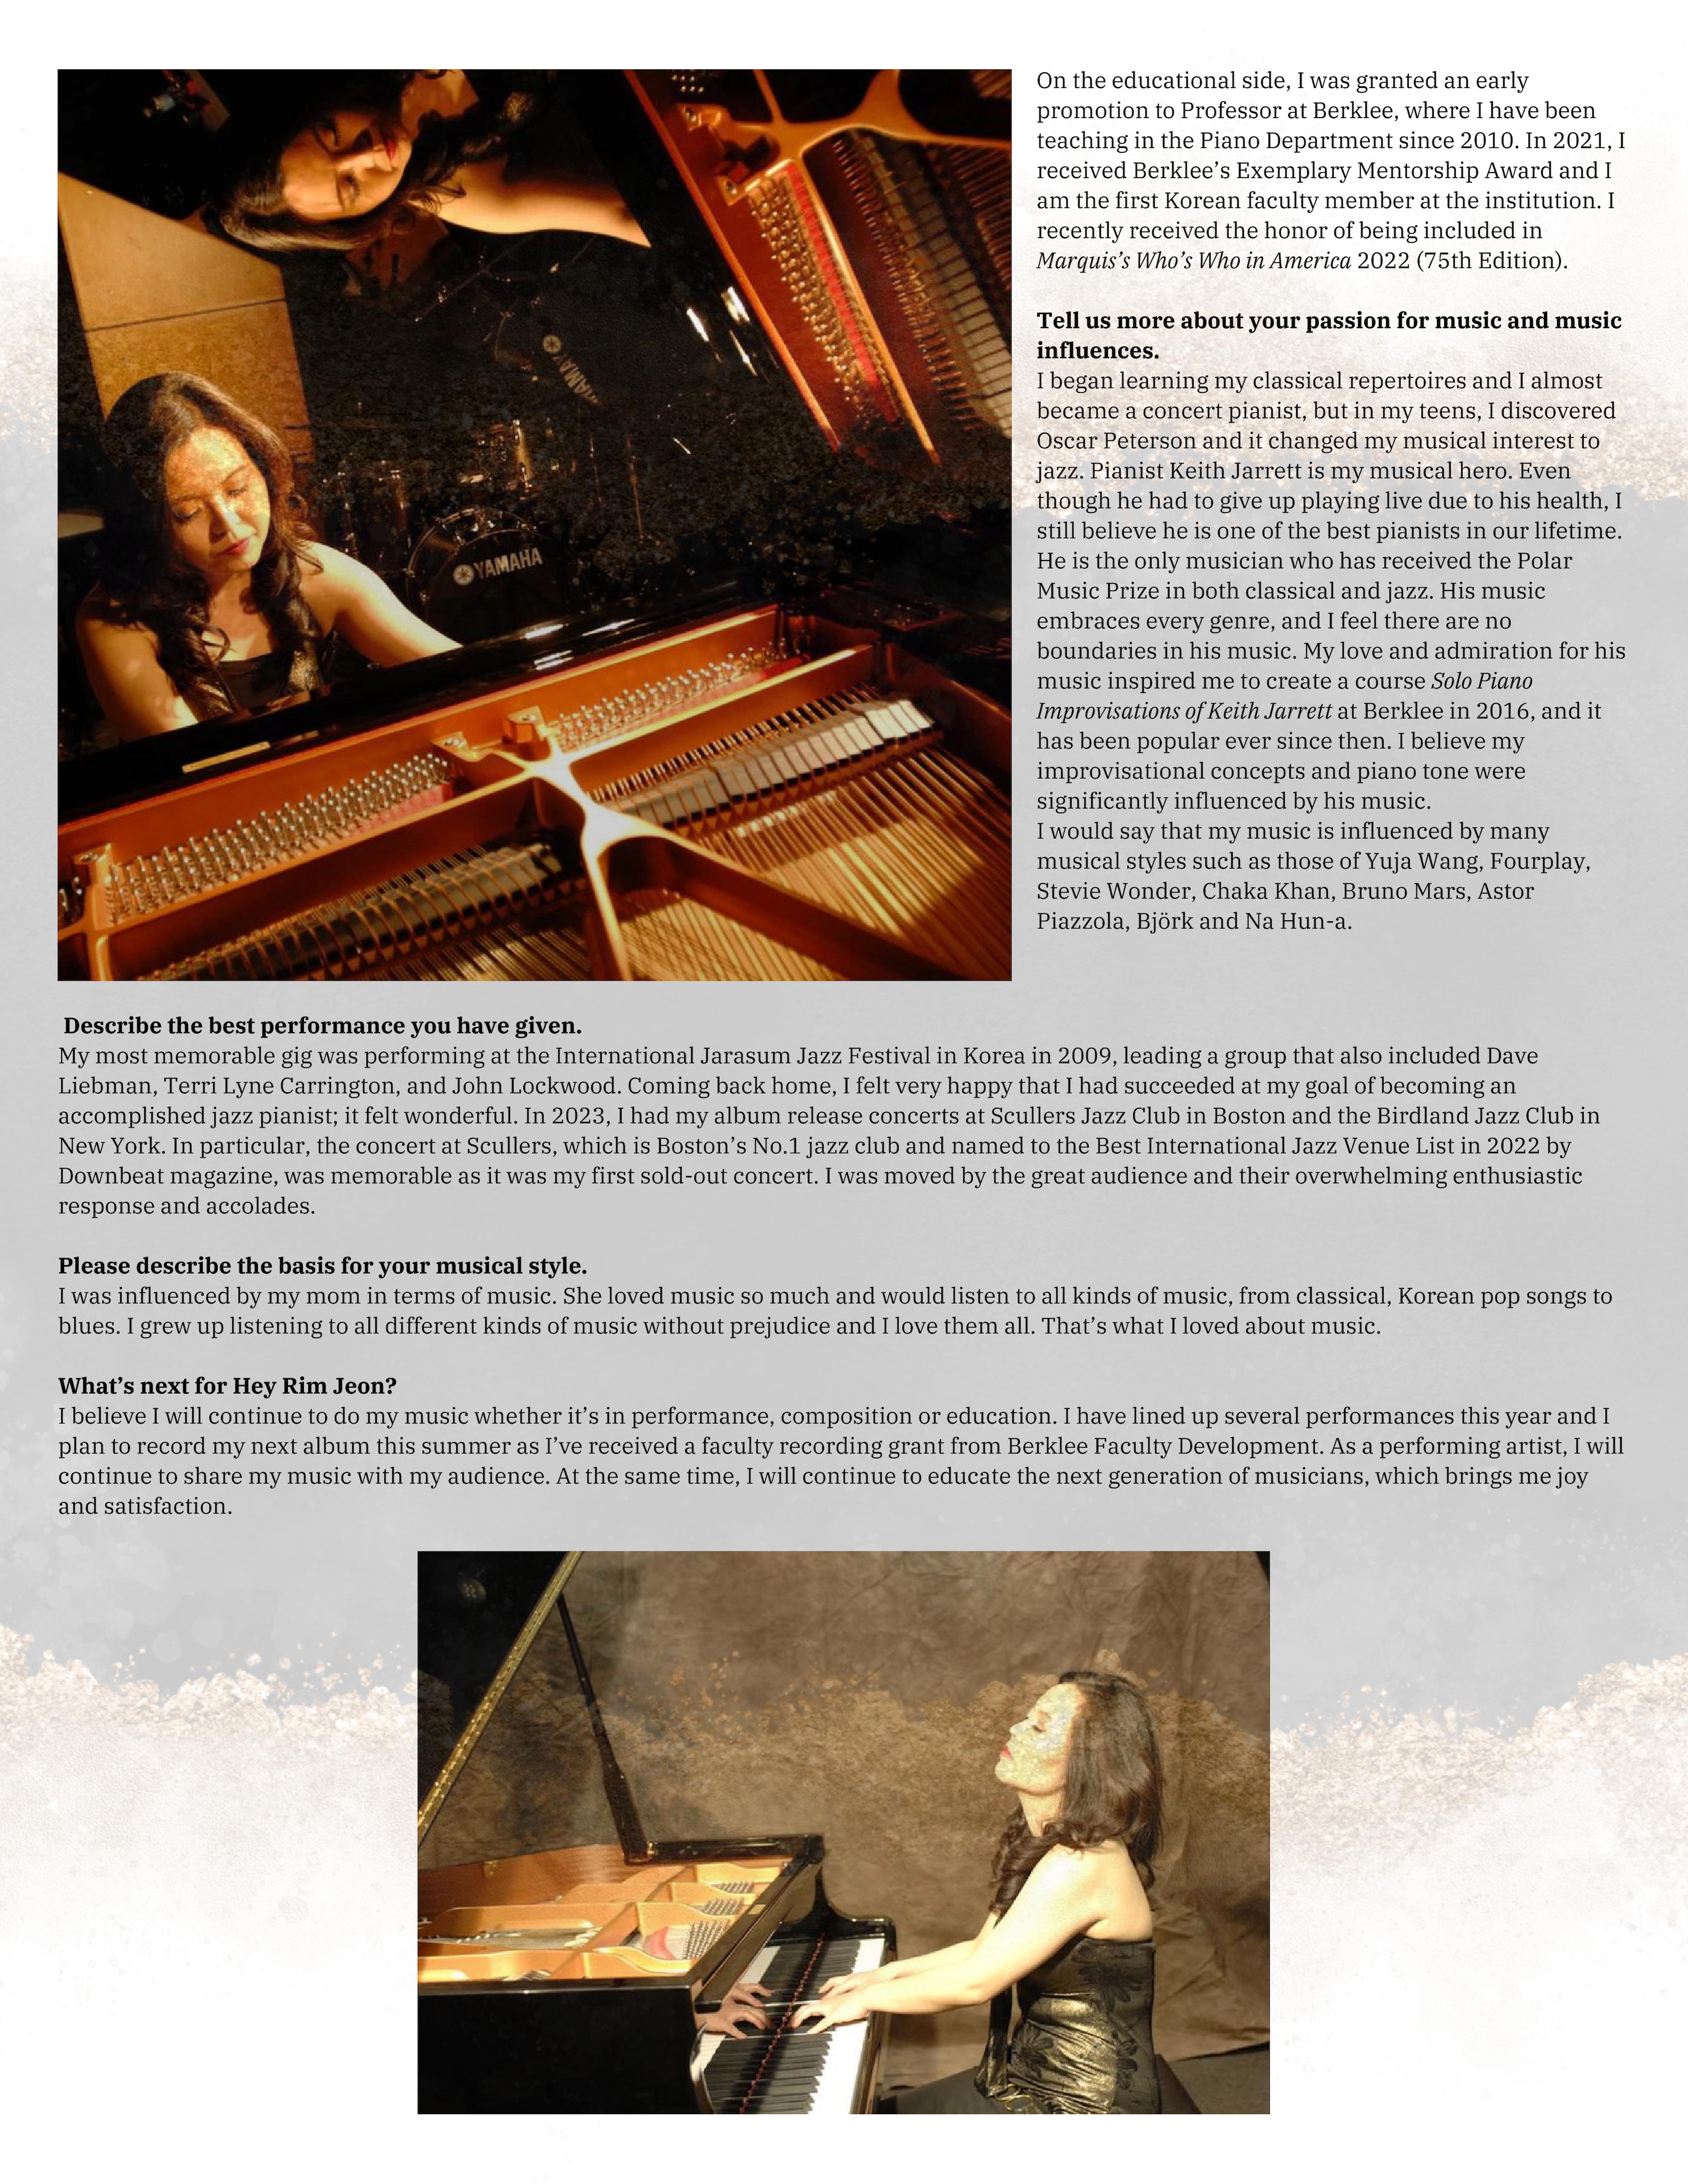 YAMAHA
YAMAHA
On the educational side, I was granted an early
promotion to Professor at Berklee, where I have been
teaching in the Piano Department since 2010. In 2021, I
received Berklee’s Exemplary Mentorship Award and I
am the first Korean faculty member at the institution. I
recently received the honor of being included in
Marquis’s Who’s Who in America 2022 (75th Edition).
Tell us more about your passion for music and music
influences.
I began learning my classical repertoires and I almost
became a concert pianist, but in my teens, I discovered
Oscar Peterson and it changed my musical interest to
jazz. Pianist Keith Jarrett is my musical hero. Even
though he had to give up playing live due to his health, I
still believe he is one of the best pianists in our lifetime.
He is the only musician who has received the Polar
Music Prize in both classical and jazz. His music
embraces every genre, and I feel there are no
boundaries in his music. My love and admiration for his
music inspired me to create a course Solo Piano
Improvisations of Keith Jarrett at Berklee in 2016, and it
has been popular ever since then. I believe my
improvisational concepts and piano tone were
significantly influenced by his music.
I would say that my music is influenced by many
musical styles such as those of Yuja Wang, Fourplay,
Stevie Wonder, Chaka Khan, Bruno Mars, Astor
Piazzola, Björk and Na Hun-a.
Describe the best performance you have given.
My most memorable gig was performing at the International Jarasum Jazz Festival in Korea in 2009, leading a group that also included Dave
Liebman, Terri Lyne Carrington, and John Lockwood. Coming back home, I felt very happy that I had succeeded at my goal of becoming an
accomplished jazz pianist; it felt wonderful. In 2023, I had my album release concerts at Scullers Jazz Club in Boston and the Birdland Jazz Club in
New York. In particular, the concert at Scullers, which is Boston’s No.1 jazz club and named to the Best International Jazz Venue List in 2022 by
Downbeat magazine, was memorable as it was my first sold-out concert. I was moved by the great audience and their overwhelming enthusiastic
response and accolades.
Please describe the basis for your musical style.
I was influenced by my mom in terms of music. She loved music so much and would listen to all kinds of music, from classical, Korean pop songs to
blues. I grew up listening to all different kinds of music without prejudice and I love them all. That’s what I loved about music.
What’s next for Hey Rim Jeon?
I believe I will continue to do my music whether it’s in performance, composition or education. I have lined up several performances this year and I
plan to record my next album this summer as I’ve received a faculty recording grant from Berklee Faculty Development. As a performing artist, I will
continue to share my music with my audience. At the same time, I will continue to educate the next generation of musicians, which brings me joy
and satisfaction.